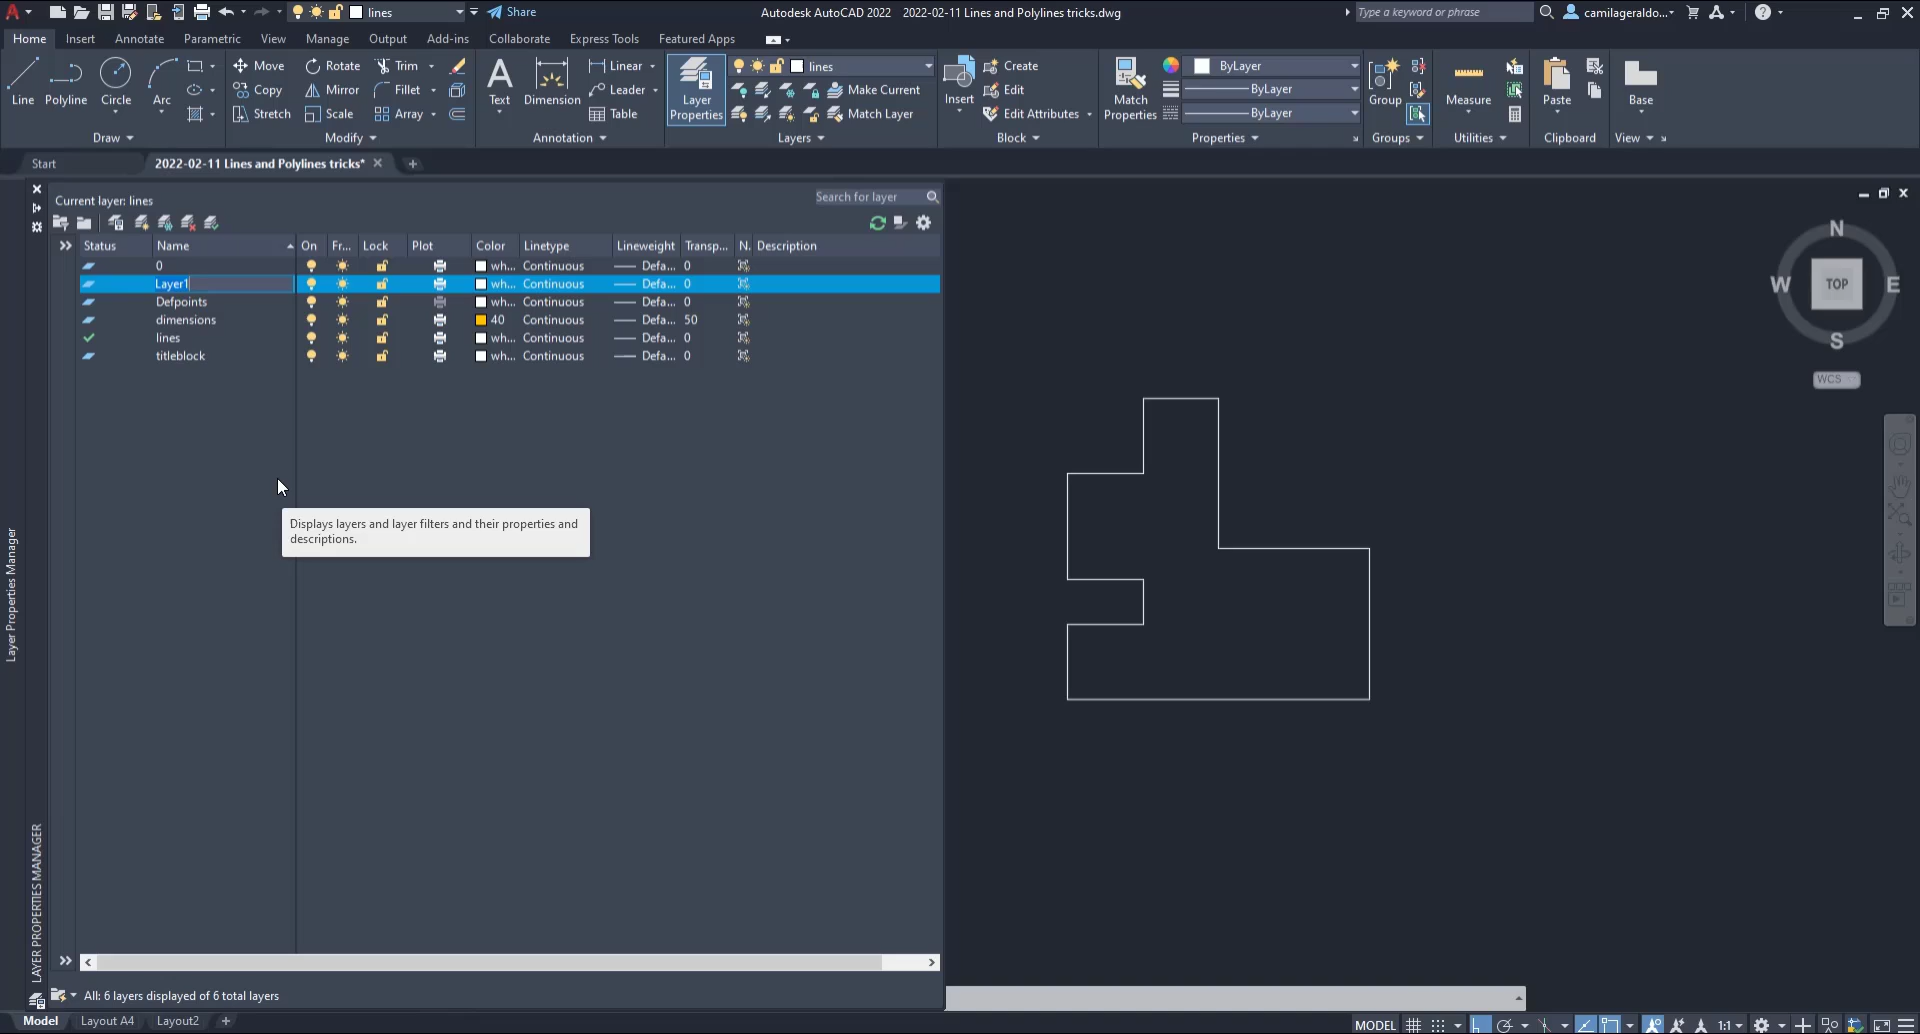 lines
Share
Autodesk AutoCAD 2022 2022-02-11 Lines and Polylines tricks.dwg
Type a keyword or phrase
camilageraldo...
Home Insert Annotate Parametric View Manage Output Add-ins Collaborate Express Tools Featured Apps
Line
Polyline
Circle
Arc
Move
Rotate
Trim
Copy
Mirror
Fillet
Stretch
Scale
Array
Text
Dimension
Linear
Leader
Table
Layer
Properties
lines
Make Current
Match Layer
Insert
Create
Edit
Edit Attributes
Match
Properties
ByLayer
ByLayer
ByLayer
Group
Measure
Paste
Base
Draw
Modify
Annotation
Layers
Block
Properties
Groups
Utilities
Clipboard
View
Start
2022-02-11 Lines and Polylines tricks*
Current layer: lines
Search for layer
Status Name On Fr... Lock Plot Color Linetype Lineweight Transp... N. Description
0 wh... Continuous Defa... 0
Layer1 wh... Continuous Defa... 0
Defpoints wh... Continuous Defa... 0
dimensions 40 Continuous Defa... 50
lines wh... Continuous Defa... 0
titleblock wh... Continuous Defa... 0
Displays layers and layer filters and their properties and
descriptions.
Layer Properties Manager
LAYER PROPERTIES MANAGER
All: 6 layers displayed of 6 total layers
N
W
TOP
E
S
WCS
Model Layout A4 Layout2
MODEL
1:1